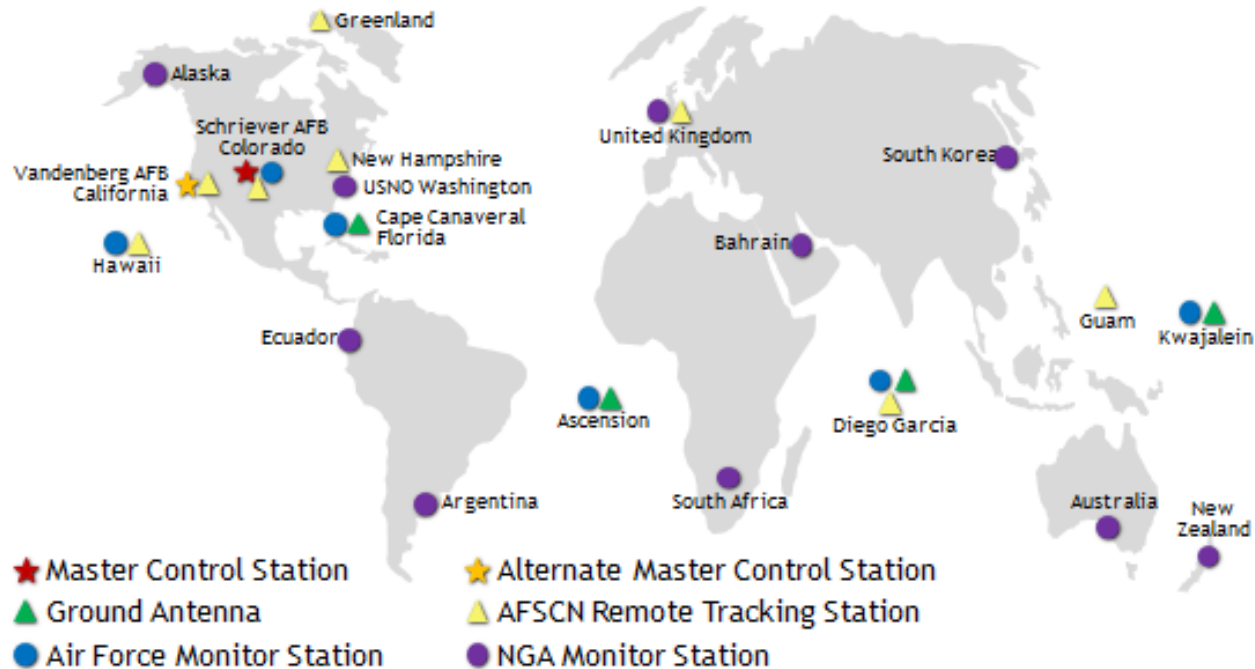 Greenland
Alaska
Schriever AFB
Colorado
United Kingdom
New Hampshire
South Korea
Vandenberg AFB
California
USNO Washington
Cape Canaveral
Florida
Bahrain
Hawaii
Guam
Kwajalein
Ecuador
Ascension
Diego Garcia
Argentina
South Africa
Australia
New
Zealand
Master Control Station
Alternate Master Control Station
Ground Antenna
AFSCN Remote Tracking Station
Air Force Monitor Station
NGA Monitor Station